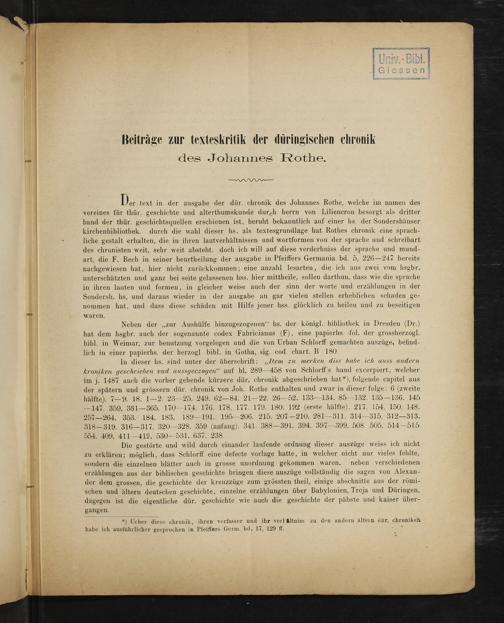 Univ.-Bibl.
Giessen
Beiträge zur texteskritik der düringischen chronik
des Johannes Rothe.
Der text in der ausgabe der dür. chronik des Johannes Rothe, welche im namen des
vereines für thür. geschichte und alterthumskunde durch herrn von Liliencron besorgt als dritter
band der thür. geschichtsquellen erschienen ist, beruht bekanntlich auf einer hs. der Sondershäuser
kirchenbibliothek. durch die wahl dieser hs. als textesgrundlage hat Rothes chronik eine sprach-
liche gestalt erhalten, die in ihren lautverhältnissen und wortformen von der sprache und schreibart
des chronisten weit, sehr weit absteht. doch ich will auf diese verderbniss der sprache und mund-
art, die F. Bech in seiner beurtheilung der ausgabe in Pfeiffers Germania bd. 5, 226—247 bereits
nachgewiesen hat, hier nicht zurückkommen; eine anzahl lesarten, die ich aus zwei vom hsgbr.
unterschätzten und ganz bei seite gelassenen hss. hier mittheile, sollen darthun, dass wie die sprache
in ihren lauten und formen, in gleicher weise auch der sinn der worte und erzählungen in der
Sondersh. hs. und daraus wieder in der ausgabe an gar vielen stellen erheblichen schaden ge-
nommen hat, und dass diese schäden mit Hilfe jener hss. glücklich zu heilen und zu beseitigen
waren.
Neben der „zur Aushülfe hinzugezogenen" hs. der königl. bibliothek in Dresden (Dr.)
hat dem hsgbr. auch der sogenannte codex Fabricianus (F), eine papierhs. fol. der grossherzogl.
bibl. in Weimar, zur benutzung vorgelegen und die von Urban Schlorff gemachten auszüge, befind-
lich in einer papierhs. der herzogl bibl. in Gotha, sig. cod. chart. B 180.
In dieser hs. sind unter der überschrift: „Item zu merken diss habe ich auss andern
kroniken geschrieben und aussgezogen" auf bl. 289—458 von Schlorff's hand excerpiert, welcher
im j. 1487 auch die vorher gehende kürzere dür. chronik abgeschrieben hat*), folgende capitel aus
der spätern und grössern dür. chronik von Joh. Rothe enthalten und zwar in dieser folge: 6 (zweite
hälfte). 7—9. 18. 1—2. 23—25. 249. 62—84. 21—22. 26—52. 133—134. 85—132. 135—136. 145
—147. 359. 361—365. 170—174. 176. 178. 177. 179. 180. 192 (erste hälfte). 217. 154. 150. 148.
257—264. 353. 184. 183. 189—191. 195—206. 215. 207—210. 281—311. 314—315. 312—313.
318—319. 316—317. 320—328. 359 (anfang). 341. 388—391. 394. 397—399. 508. 505. 514—515
554. 409. 411—412. 530—531. 637. 238.
Die gestörte und wild durch einander laufende ordnung dieser auszüge weiss ich nicht
zu erklären; möglich, dass Schlorff eine defecte vorlage hatte, in welcher nicht nur vieles fehlte,
sondern die einzelnen blätter auch in grosse unordnung gekommen waren. neben verschiedenen
erzählungen aus der biblischen geschichte bringen diese auszüge vollständig die sagen von Alexan-
der dem grossen, die geschichte der kreuzzüge zum grössten theil, einige abschnitte aus der römi-
schen und ältern deutschen geschichte, einzelne erzählungen über Babylonien, Troja und Düringen,
dagegen ist die eigentliche dür. geschichte wie auch die geschichte der päbste und kaiser über-
gangen.
*) Ueber diese chronik, ihren verfasser und ihr verhältniss zu den andern ältern dür. chroniken
habe ich ausführlicher gesprochen in Pfeiffers Germ. bd. 17, 129 ff.